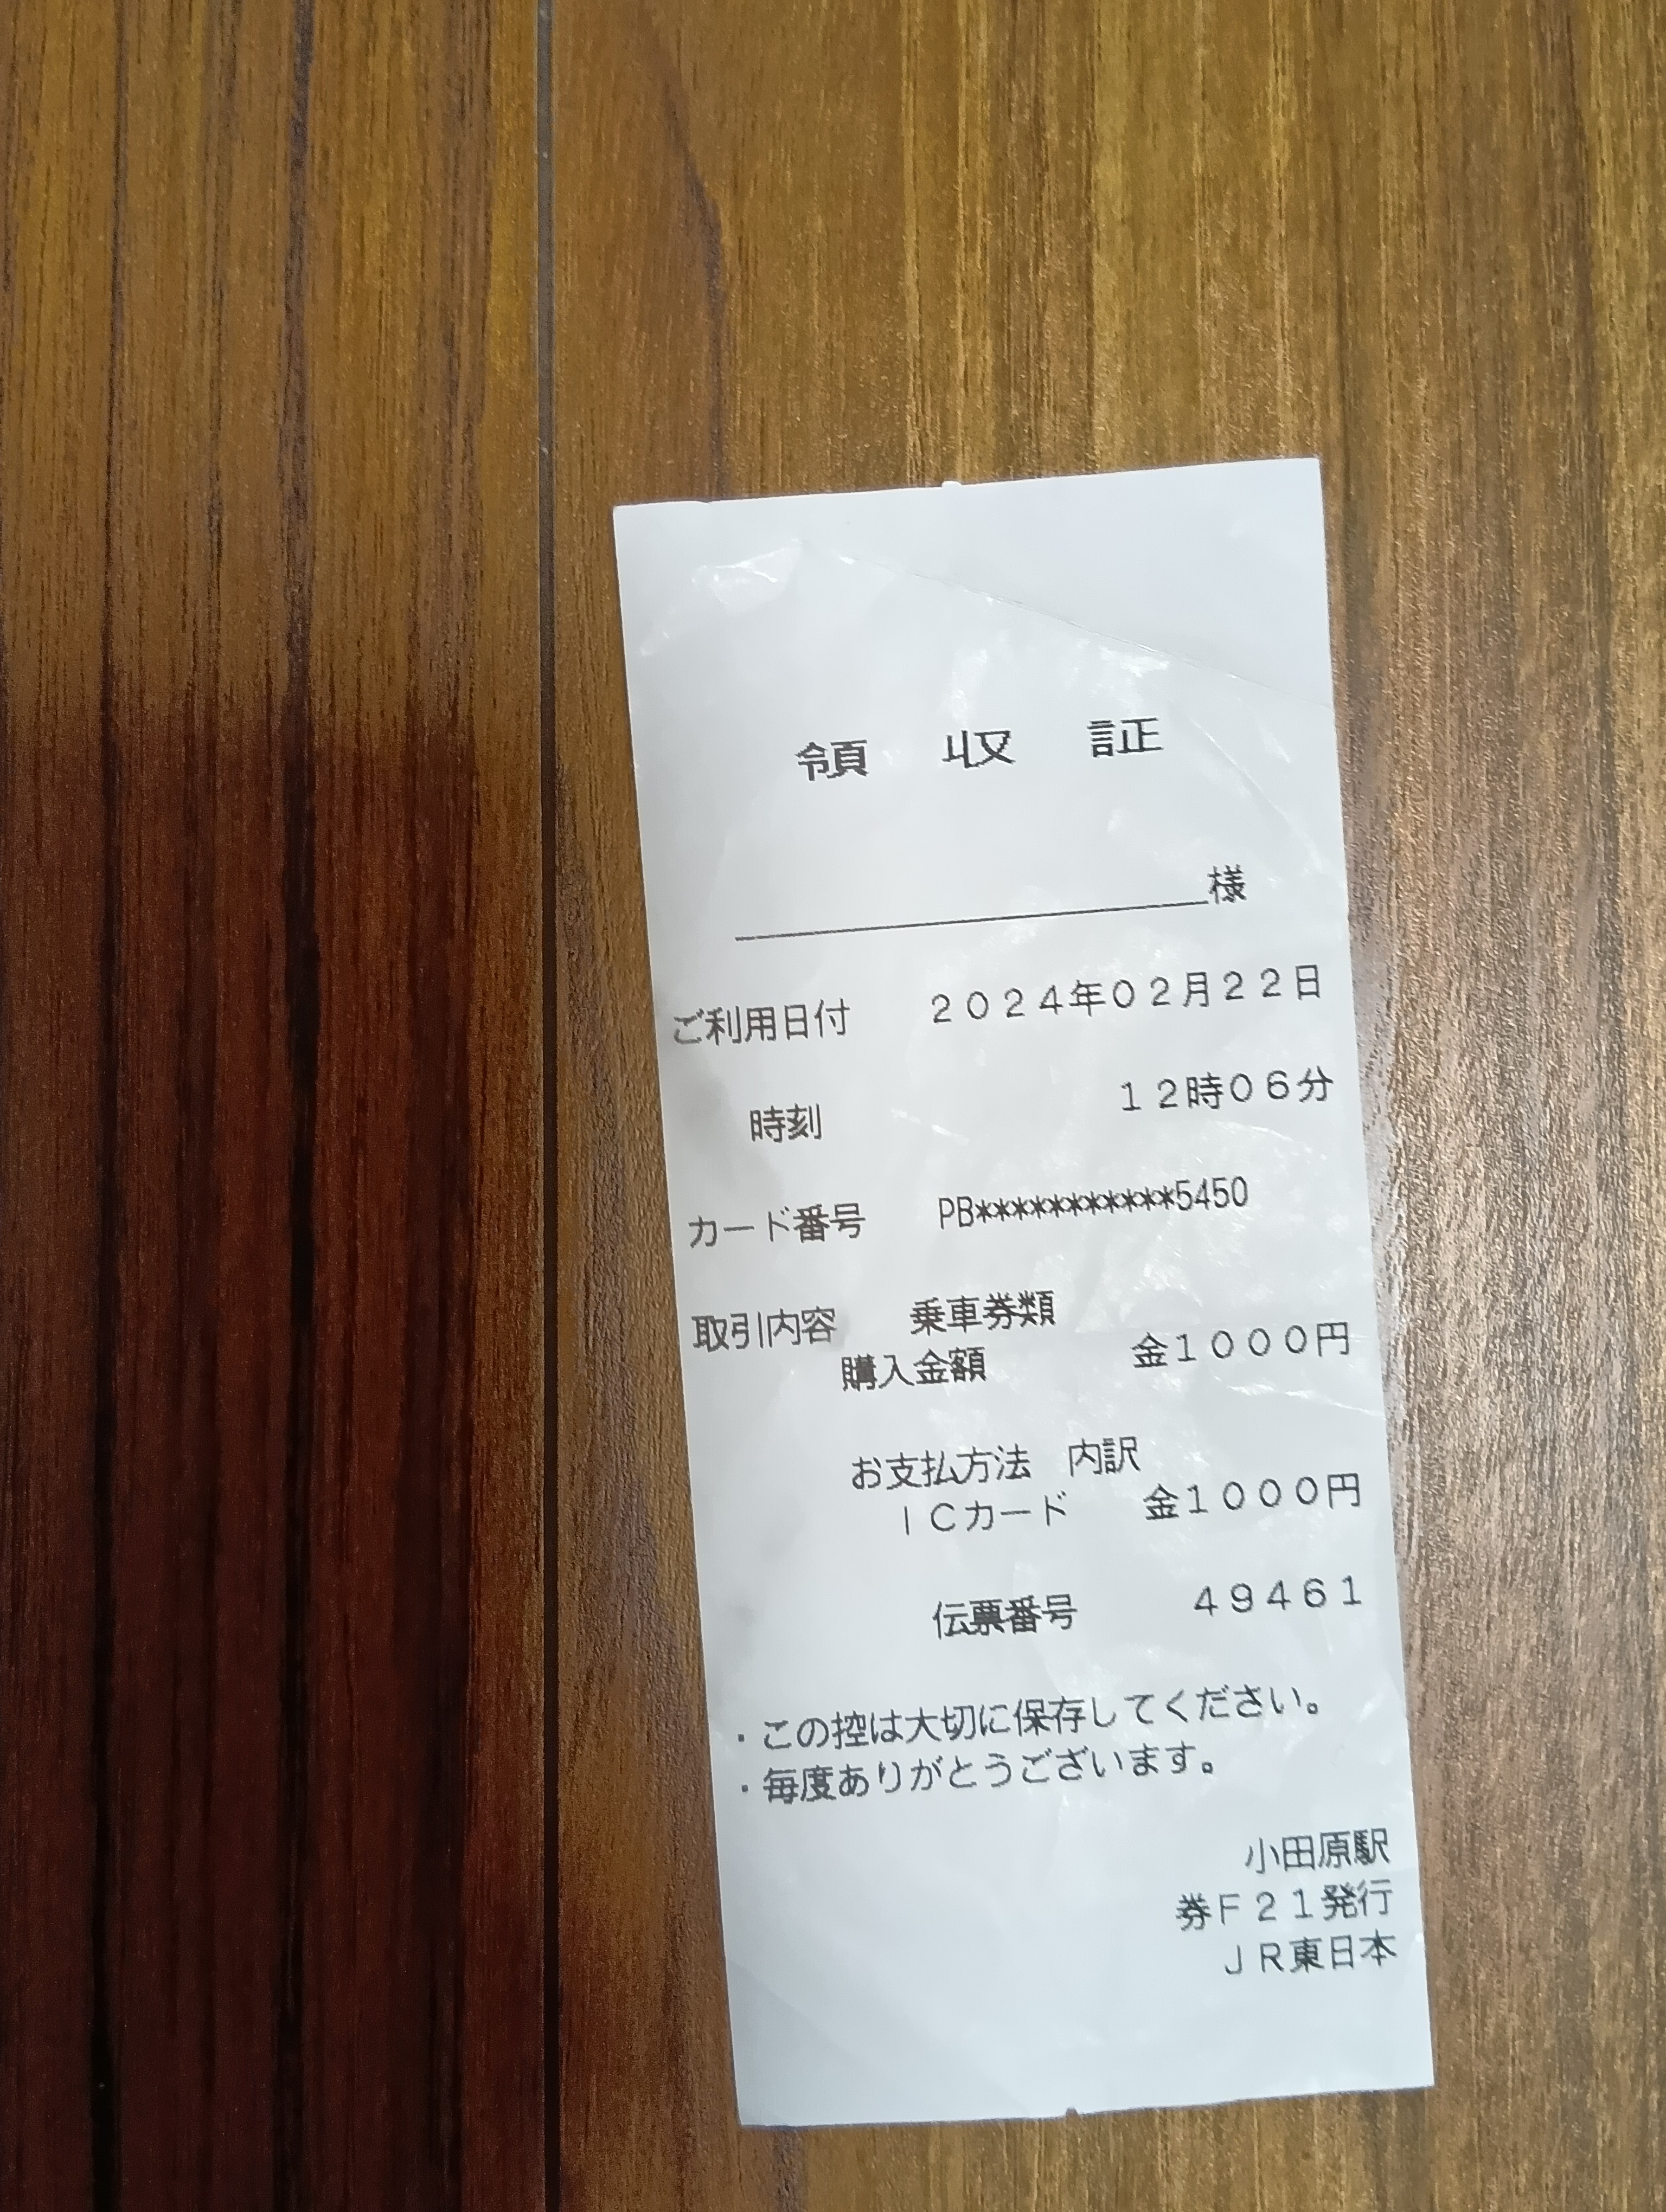 領　収　証
様
ご利用日付　２０２４年０２月２２日
時刻　１２時０６分
カード番号　PB***********5450
取引内容　乗車券類
購入金額　金１０００円
お支払方法　内訳
ＩＣカード　金１０００円
伝票番号　４９４６１
・この控は大切に保存してください。
・毎度ありがとうございます。
小田原駅
券Ｆ２１発行
ＪＲ東日本